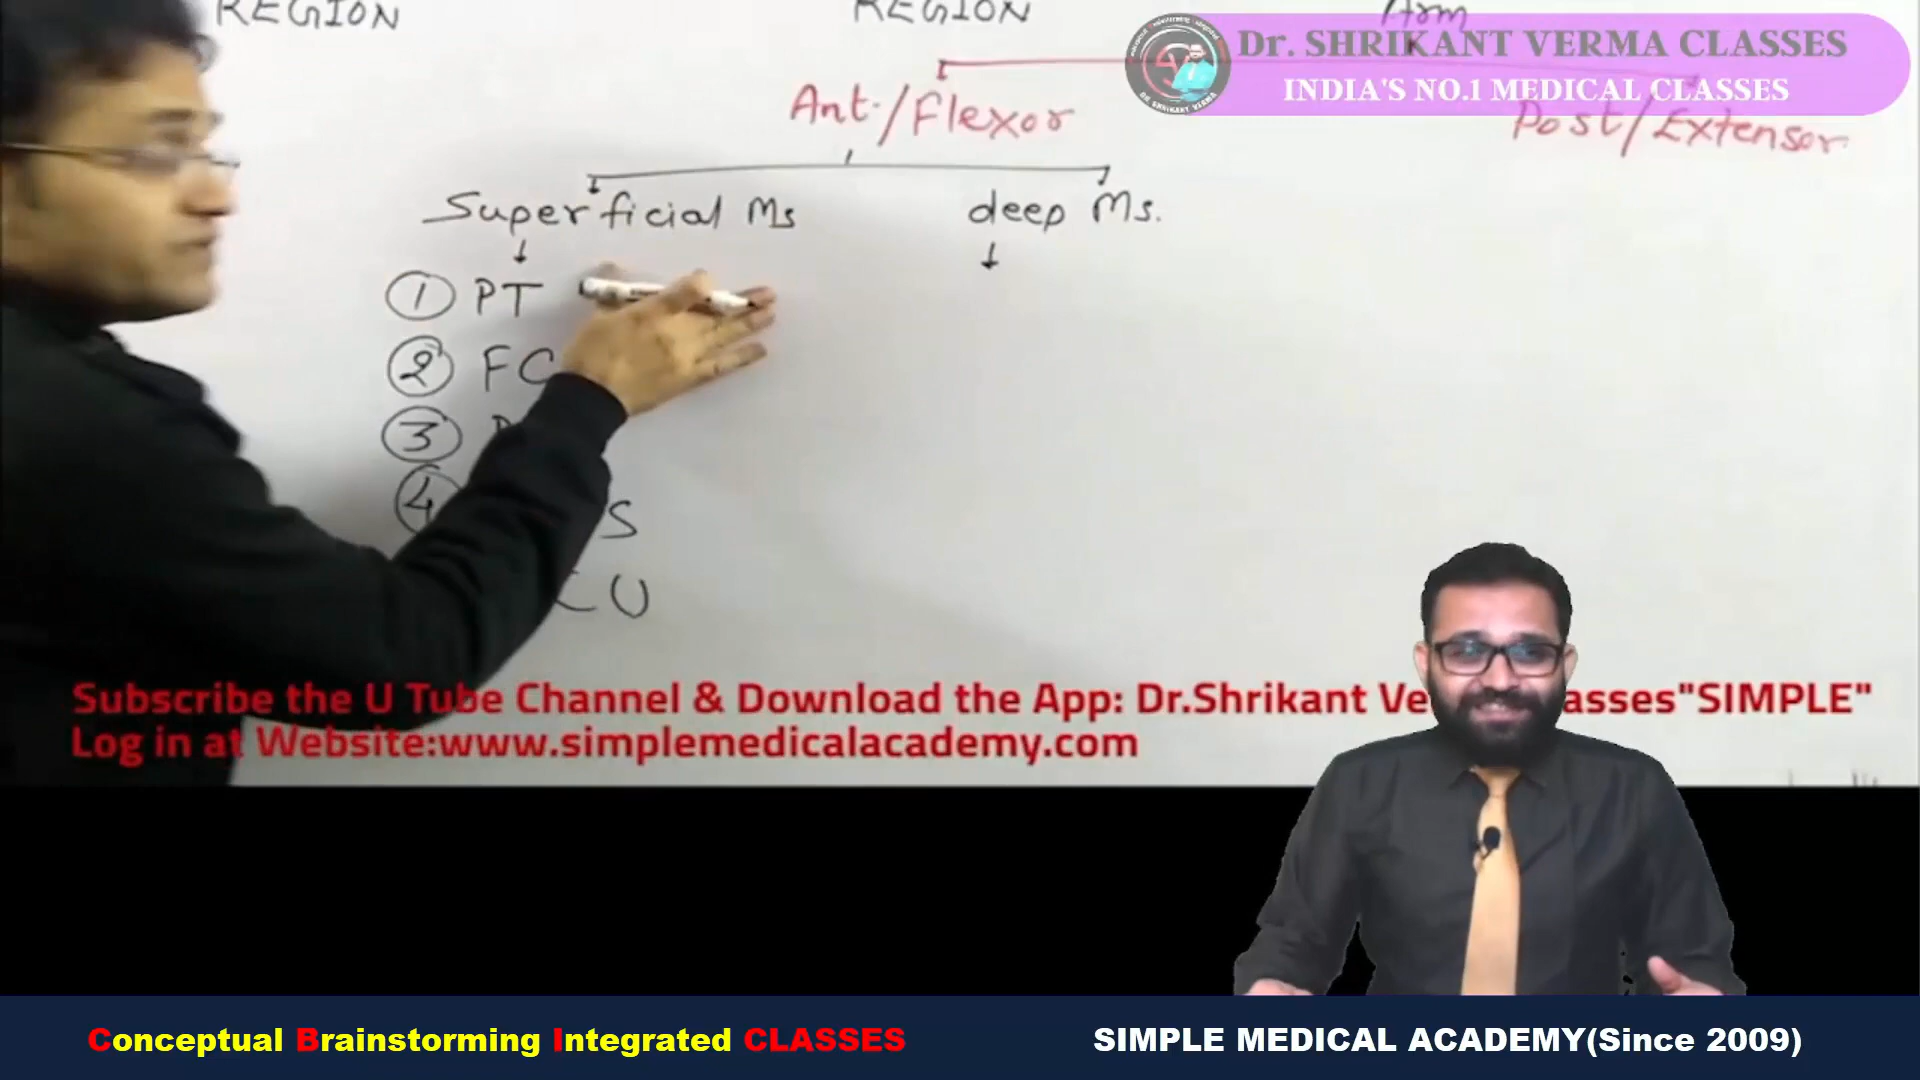 REGION
REGION
Arm
Dr. SHRIKANT VERMA CLASSES
INDIA'S NO.1 MEDICAL CLASSES
Ant./Flexor
Post/Extensor
Superficial Ms
deep Ms.
① PT
② FC
③
④ S
U
Subscribe the U Tube Channel & Download the App: Dr.Shrikant Ve asses"SIMPLE"
Log in at Website:www.simplemedicalacademy.com
Conceptual Brainstorming Integrated CLASSES
SIMPLE MEDICAL ACADEMY(Since 2009)